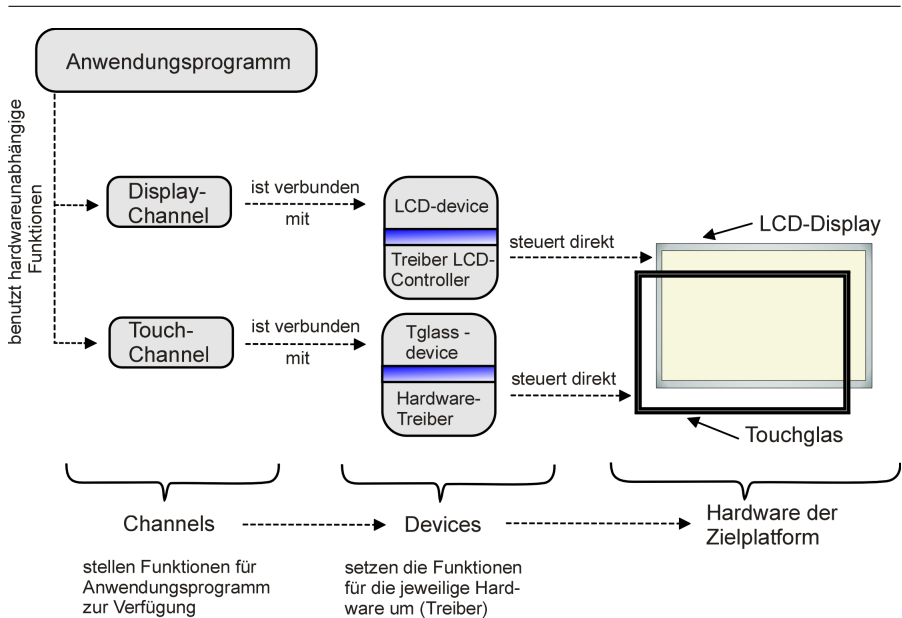 Anwendungsprogramm
benutzt hardwareunabhängige
Funktionen
Display-
Channel
ist verbunden
mit
LCD-device
Treiber LCD-
Controller
steuert direkt
LCD-Display
Touch-
Channel
ist verbunden
mit
Tglass -
device
Hardware-
Treiber
steuert direkt
Touchglas
Channels
Devices
Hardware der
Zielplatform
stellen Funktionen für
Anwendungsprogramm
zur Verfügung
setzen die Funktionen
für die jeweilige Hard-
ware um (Treiber)